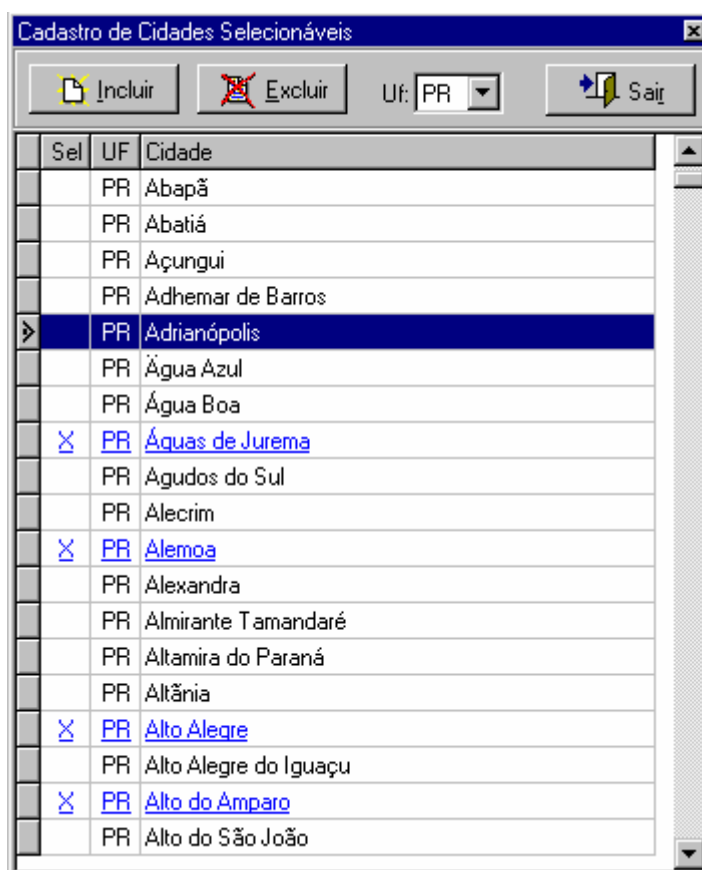 Cadastro de Cidades Selecionáveis
Incluir Excluir Uf: PR Sair
Sel UF Cidade
PR Abapã
PR Abatiá
PR Açungui
PR Adhemar de Barros
PR Adrianópolis
PR Ägua Azul
PR Água Boa
X PR Águas de Jurema
PR Agudos do Sul
PR Alecrim
X PR Alemoa
PR Alexandra
PR Almirante Tamandaré
PR Altamira do Paraná
PR Altãnia
X PR Alto Alegre
PR Alto Alegre do Iguaçu
X PR Alto do Amparo
PR Alto do São João